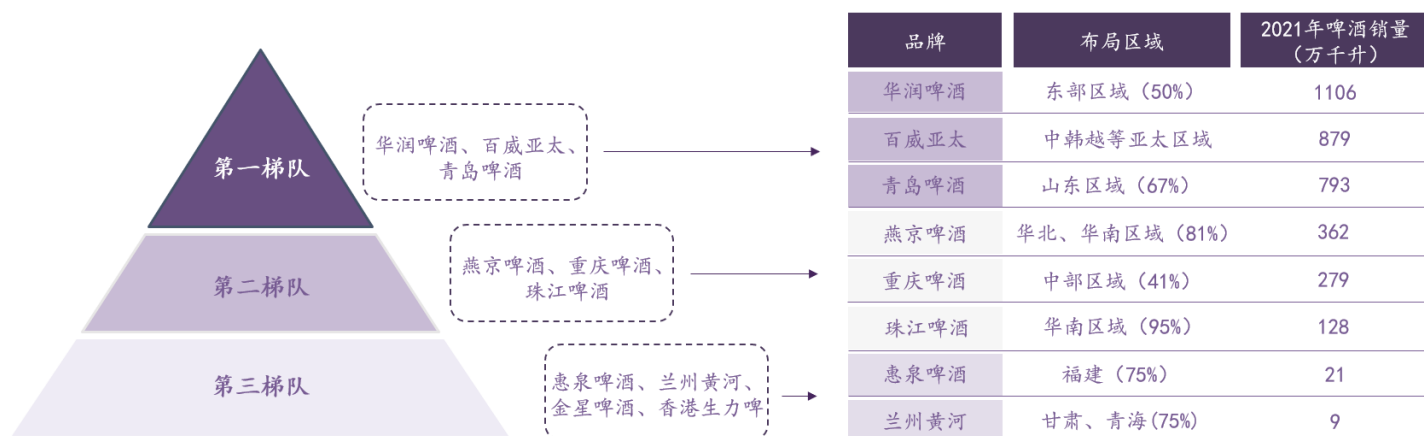 第一梯队
华润啤酒、百威亚太、
青岛啤酒
第二梯队
燕京啤酒、重庆啤酒、
珠江啤酒
第三梯队
惠泉啤酒、兰州黄河、
金星啤酒、香港生力啤
品牌 布局区域 2021年啤酒销量
（万千升）
华润啤酒 东部区域（50%） 1106
百威亚太 中韩越等亚太区域 879
青岛啤酒 山东区域（67%） 793
燕京啤酒 华北、华南区域（81%） 362
重庆啤酒 中部区域（41%） 279
珠江啤酒 华南区域（95%） 128
惠泉啤酒 福建（75%） 21
兰州黄河 甘肃、青海(75%) 9